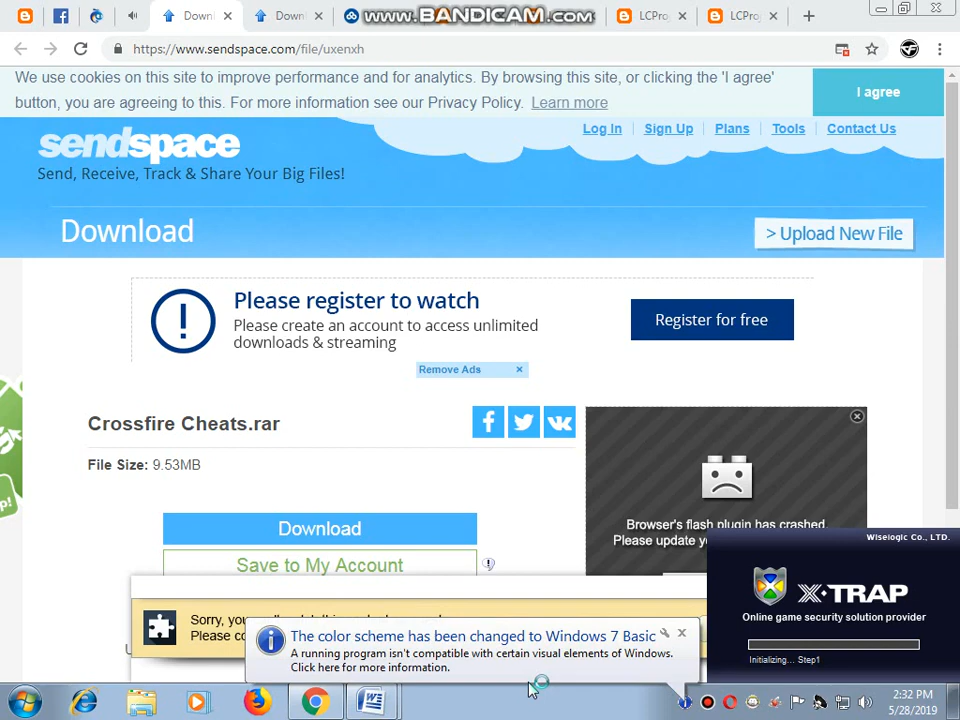 Downl
Down
www.BANDICAM.com
LCPro
LCPro
https://www.sendspace.com/file/uxenxh
We use cookies on this site to improve performance and for analytics. By browsing this site, or clicking the 'I agree'
button, you are agreeing to this. For more information see our Privacy Policy. Learn more
I agree
Log In
Sign Up
Plans
Tools
Contact Us
sendspace
Send, Receive, Track & Share Your Big Files!
Download
> Upload New File
Please register to watch
Please create an account to access unlimited
downloads & streaming
Register for free
Remove Ads
Crossfire Cheats.rar
File Size: 9.53MB
Download
Save to My Account
Browser's flash plugin has crashed.
Please update yo
Wiselogic Co., LTD.
X-TRAP
Online game security solution provider
Initializing... Step1
Sorry, you
Please co
The color scheme has been changed to Windows 7 Basic
A running program isn't compatible with certain visual elements of Windows.
Click here for more information.
2:32 PM
5/28/2019